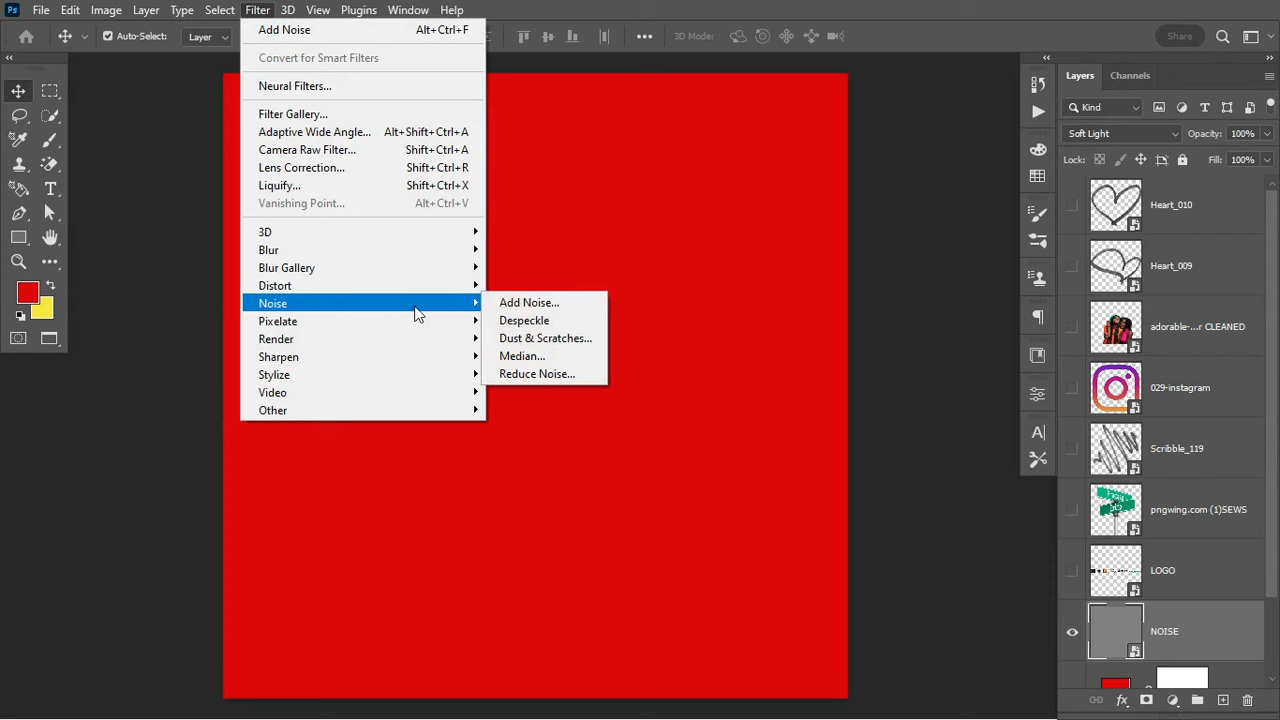 Ps File Edit Image Layer Type Select Filter 3D View Plugins Window Help
Auto-Select: Layer 3D Mode: Share
Add Noise Alt+Ctrl+F
Convert for Smart Filters
Neural Filters...
Filter Gallery...
Adaptive Wide Angle... Alt+Shift+Ctrl+A
Camera Raw Filter... Shift+Ctrl+A
Lens Correction... Shift+Ctrl+R
Liquify... Shift+Ctrl+X
Vanishing Point... Alt+Ctrl+V
3D
Blur
Blur Gallery
Distort
Noise
Pixelate
Render
Sharpen
Stylize
Video
Other
Add Noise...
Despeckle
Dust & Scratches...
Median...
Reduce Noise...
Layers Channels
Kind
Soft Light Opacity: 100%
Lock: Fill: 100%
Heart_010
Heart_009
adorable-...r CLEANED
029-instagram
Scribble_119
pngwing.com (1)SEWS
LOGO
NOISE